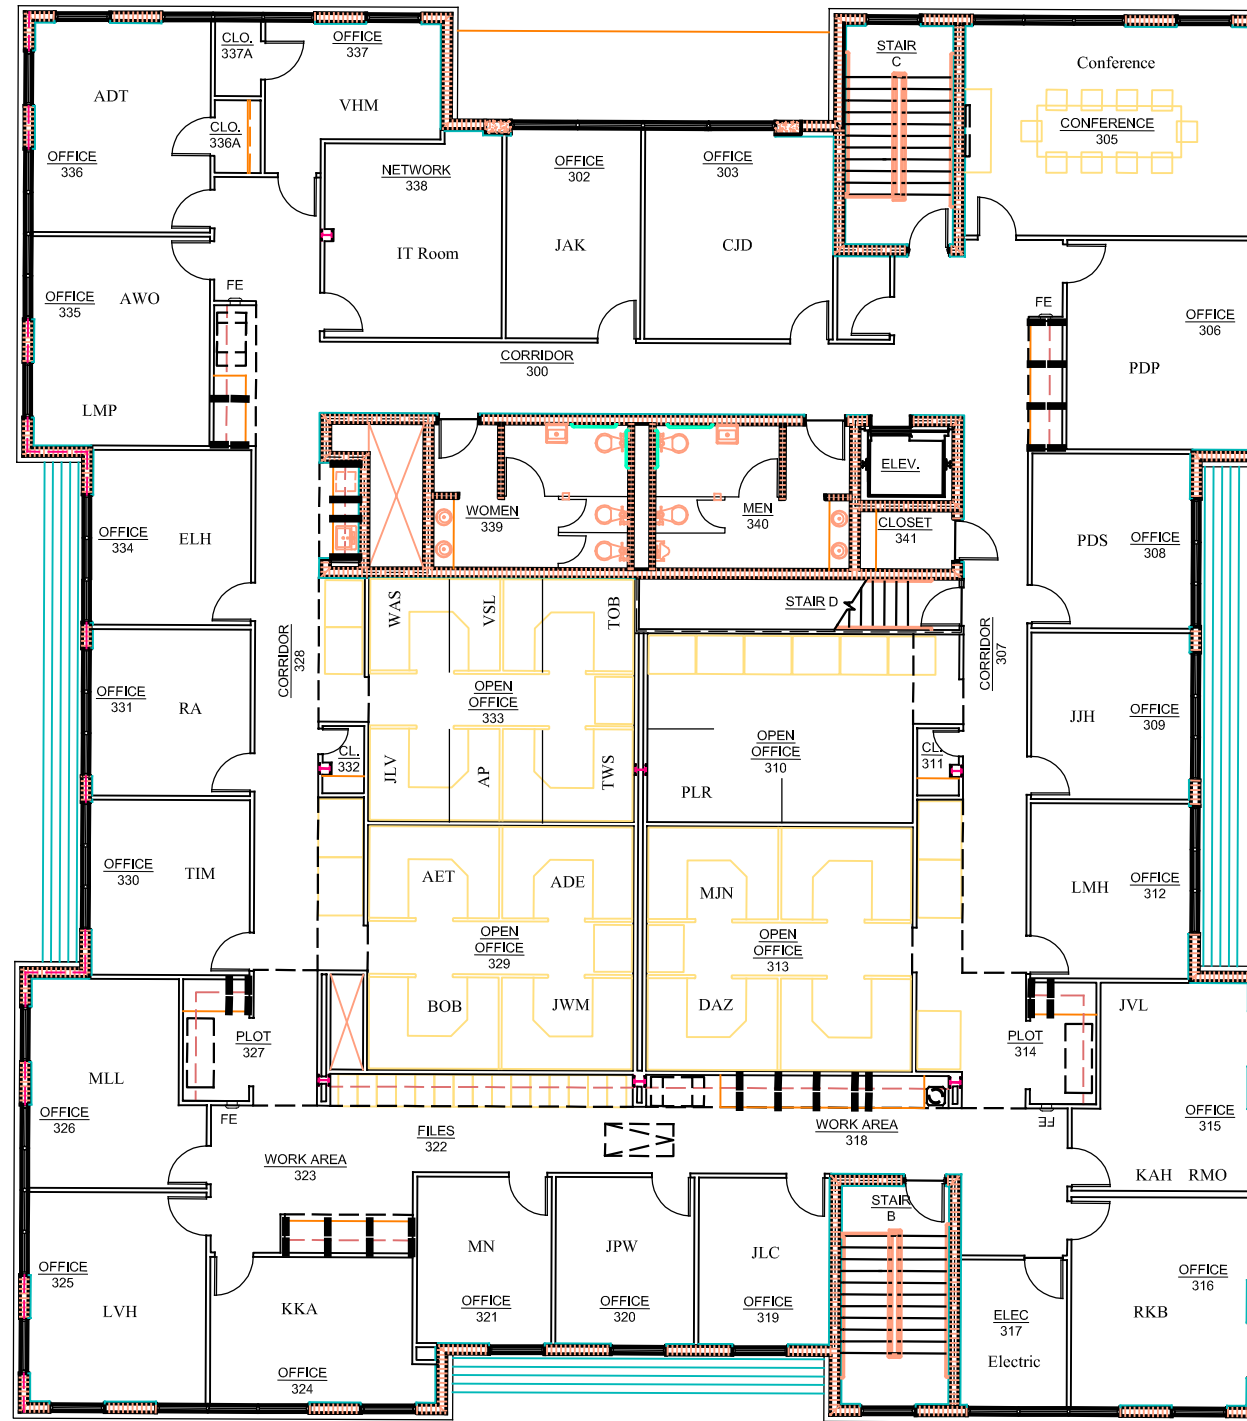 CLO.
337A
OFFICE
337
VHM
ADT
OFFICE
336
CLO.
336A
STAIR
C
Conference
CONFERENCE
305
NETWORK
338
IT Room
OFFICE
302
JAK
OFFICE
303
CJD
OFFICE
335
AWO
LMP
FE
CORRIDOR
300
FE
OFFICE
306
PDP
OFFICE
334
ELH
WOMEN
339
MEN
340
ELEV.
CLOSET
341
PDS
OFFICE
308
CORRIDOR
328
WAS
VSL
TOB
STAIR D
CORRIDOR
307
OFFICE
331
RA
OPEN
OFFICE
333
JJH
OFFICE
309
CL.
332
JLV
AP
TWS
OPEN
OFFICE
310
PLR
CL.
311
OFFICE
330
TIM
AET
ADE
MJN
LMH
OFFICE
312
OPEN
OFFICE
329
OPEN
OFFICE
313
BOB
JWM
DAZ
MLL
OFFICE
326
PLOT
327
FE
PLOT
314
FE
JVL
OFFICE
315
KAH RMO
FILES
322
WORK AREA
323
WORK AREA
318
STAIR
B
OFFICE
325
LVH
KKA
OFFICE
324
MN
OFFICE
321
JPW
OFFICE
320
JLC
OFFICE
319
ELEC
317
Electric
OFFICE
316
RKB